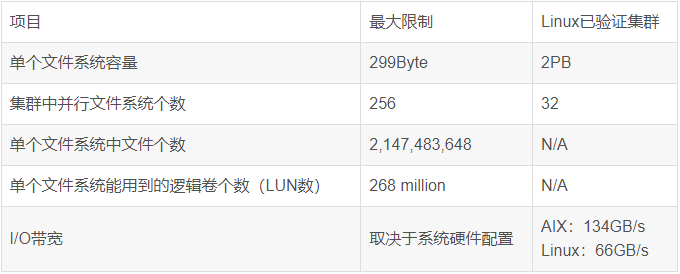 项目 最大限制 Linux已验证集群
单个文件系统容量 299Byte 2PB
集群中并行文件系统个数 256 32
单个文件系统中文件个数 2,147,483,648 N/A
单个文件系统能用到的逻辑卷个数（LUN数） 268 million N/A
I/O带宽 取决于系统硬件配置 AIX：134GB/s
Linux：66GB/s